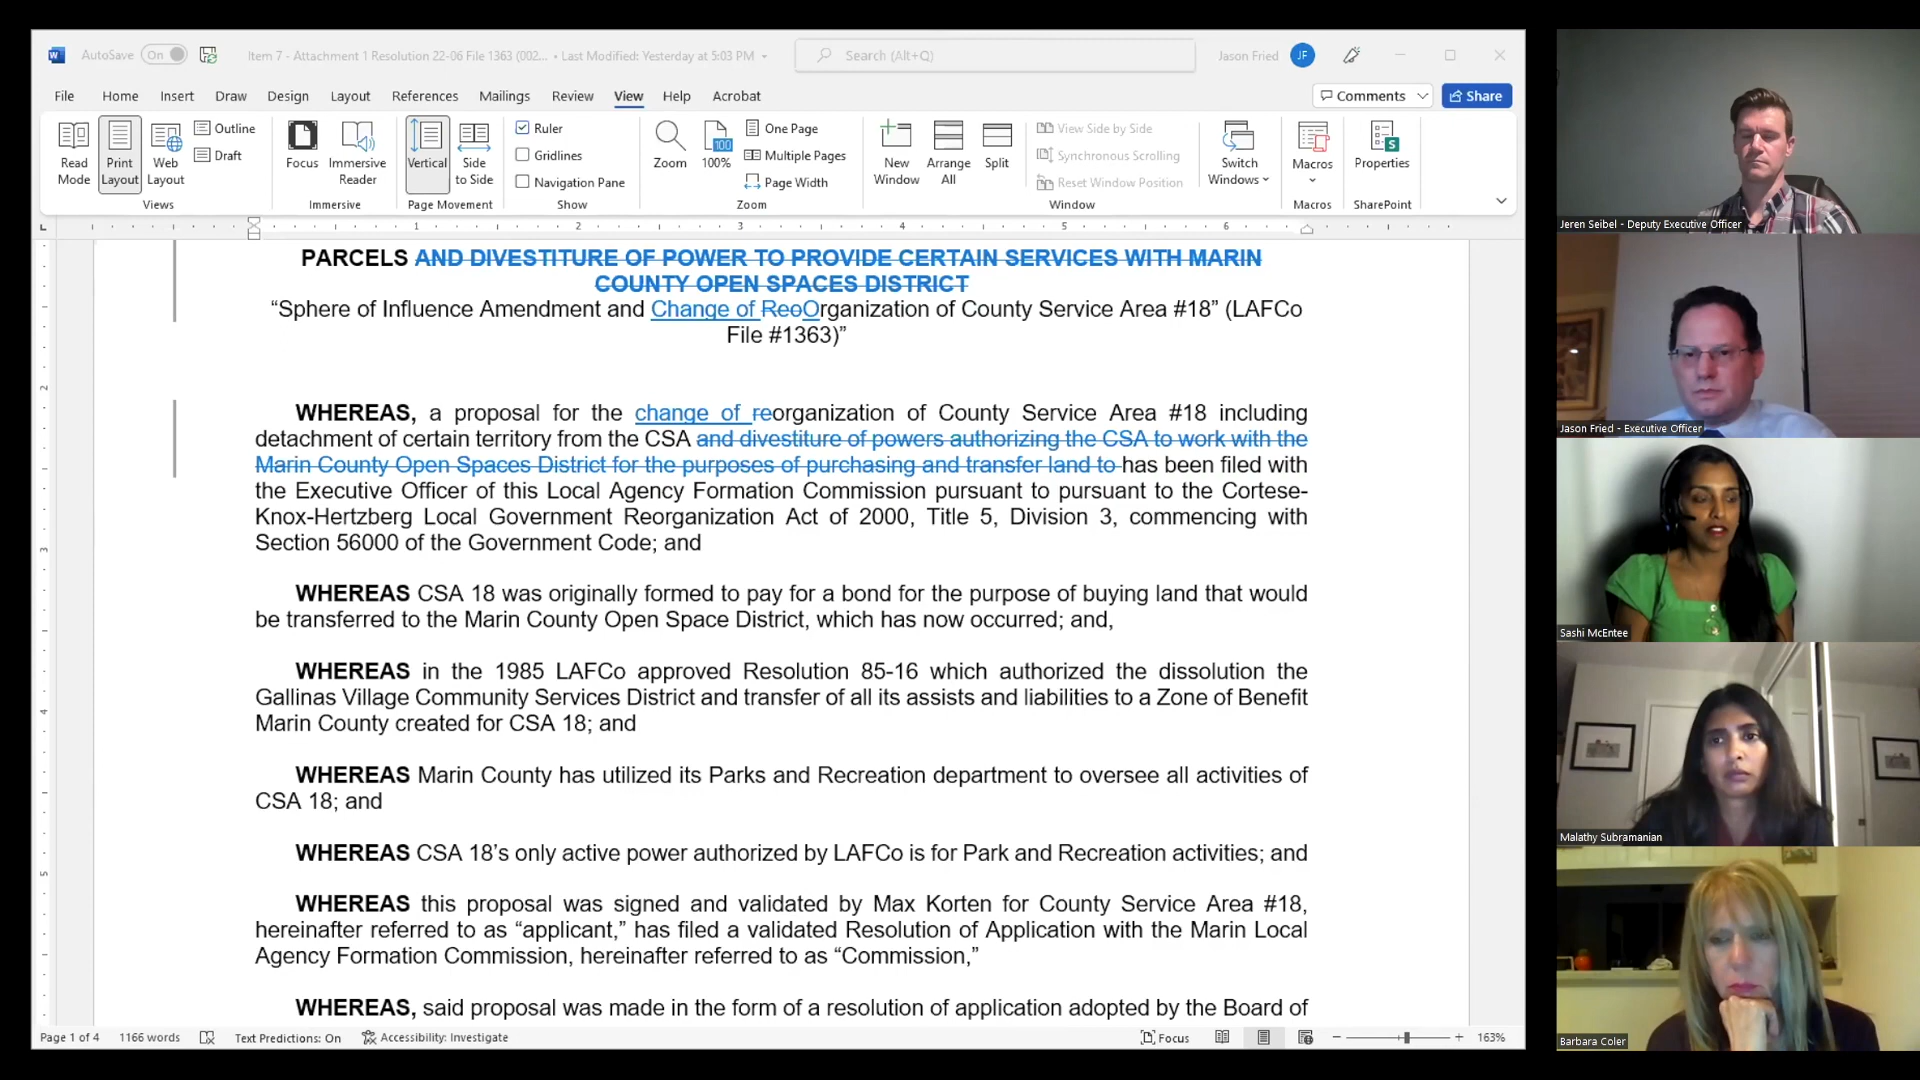 AutoSave On Item 7 - Attachment 1 Resolution 22-06 File 1363 (002... • Last Modified: Yesterday at 5:03 PM Search (Alt+Q) Jason Fried JF
File Home Insert Draw Design Layout References Mailings Review View Help Acrobat Comments Share
Read Mode Print Layout Web Layout Outline Draft Focus Immersive Reader Vertical Side to Side Ruler Gridlines Navigation Pane Zoom 100 100% One Page Multiple Pages Page Width New Window Arrange All Split View Side by Side Synchronous Scrolling Reset Window Position Switch Windows Macros Properties
Views Immersive Page Movement Show Zoom Window Macros SharePoint
1 2 3 4 5 6
PARCELS AND DIVESTITURE OF POWER TO PROVIDE CERTAIN SERVICES WITH MARIN
COUNTY OPEN SPACES DISTRICT
“Sphere of Influence Amendment and Change of ReoOrganization of County Service Area #18” (LAFCo
File #1363)”
WHEREAS, a proposal for the change of reorganization of County Service Area #18 including
detachment of certain territory from the CSA and divestiture of powers authorizing the CSA to work with the
Marin County Open Spaces District for the purposes of purchasing and transfer land to has been filed with
the Executive Officer of this Local Agency Formation Commission pursuant to pursuant to the Cortese-
Knox-Hertzberg Local Government Reorganization Act of 2000, Title 5, Division 3, commencing with
Section 56000 of the Government Code; and
WHEREAS CSA 18 was originally formed to pay for a bond for the purpose of buying land that would
be transferred to the Marin County Open Space District, which has now occurred; and,
WHEREAS in the 1985 LAFCo approved Resolution 85-16 which authorized the dissolution the
Gallinas Village Community Services District and transfer of all its assists and liabilities to a Zone of Benefit
Marin County created for CSA 18; and
WHEREAS Marin County has utilized its Parks and Recreation department to oversee all activities of
CSA 18; and
WHEREAS CSA 18’s only active power authorized by LAFCo is for Park and Recreation activities; and
WHEREAS this proposal was signed and validated by Max Korten for County Service Area #18,
hereinafter referred to as “applicant,” has filed a validated Resolution of Application with the Marin Local
Agency Formation Commission, hereinafter referred to as “Commission,”
WHEREAS, said proposal was made in the form of a resolution of application adopted by the Board of
2
3
4
5
Page 1 of 4 1166 words Text Predictions: On Accessibility: Investigate Focus 163%
Jeren Seibel - Deputy Executive Officer
Jason Fried - Executive Officer
Sashi McEntee
Malathy Subramanian
Barbara Coler